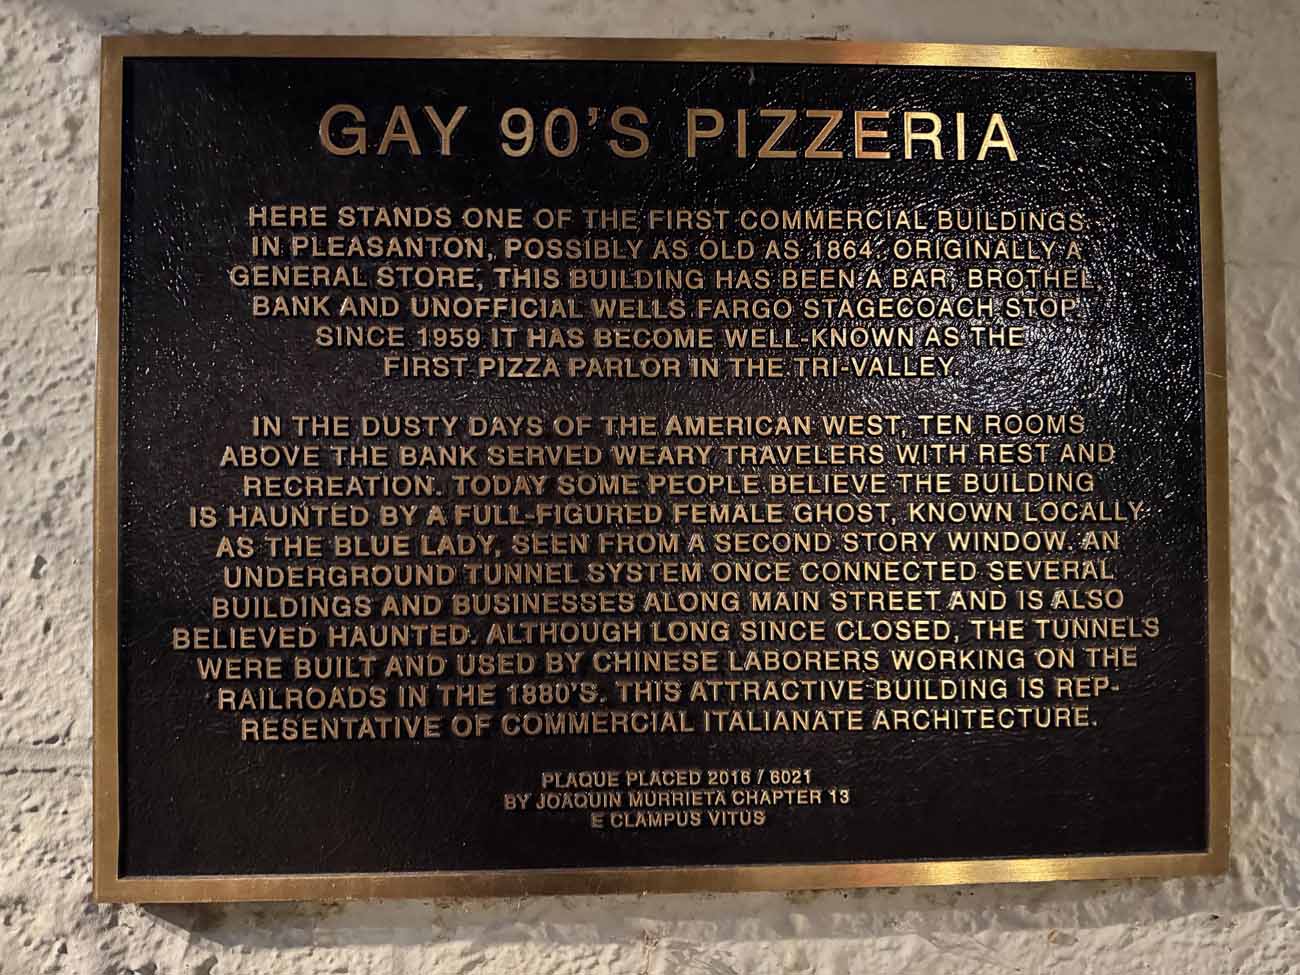 GAY 90'S PIZZERIA
HERE STANDS ONE OF THE FIRST COMMERCIAL BUILDINGS
IN PLEASANTON, POSSIBLY AS OLD AS 1864. ORIGINALLY A
GENERAL STORE, THIS BUILDING HAS BEEN A BAR, BROTHEL,
BANK AND UNOFFICIAL WELLS FARGO STAGECOACH STOP.
SINCE 1959 IT HAS BECOME WELL-KNOWN AS THE
FIRST PIZZA PARLOR IN THE TRI-VALLEY.
IN THE DUSTY DAYS OF THE AMERICAN WEST, TEN ROOMS
ABOVE THE BANK SERVED WEARY TRAVELERS WITH REST AND
RECREATION. TODAY SOME PEOPLE BELIEVE THE BUILDING
IS HAUNTED BY A FULL-FIGURED FEMALE GHOST, KNOWN LOCALLY
AS THE BLUE LADY, SEEN FROM A SECOND STORY WINDOW. AN
UNDERGROUND TUNNEL SYSTEM ONCE CONNECTED SEVERAL
BUILDINGS AND BUSINESSES ALONG MAIN STREET AND IS ALSO
BELIEVED HAUNTED. ALTHOUGH LONG SINCE CLOSED, THE TUNNELS
WERE BUILT AND USED BY CHINESE LABORERS WORKING ON THE
RAILROADS IN THE 1880'S. THIS ATTRACTIVE BUILDING IS REP-
RESENTATIVE OF COMMERCIAL ITALIANATE ARCHITECTURE.
PLAQUE PLACED 2016 / 6021
BY JOAQUIN MURRIETA CHAPTER 13
E CLAMPUS VITUS